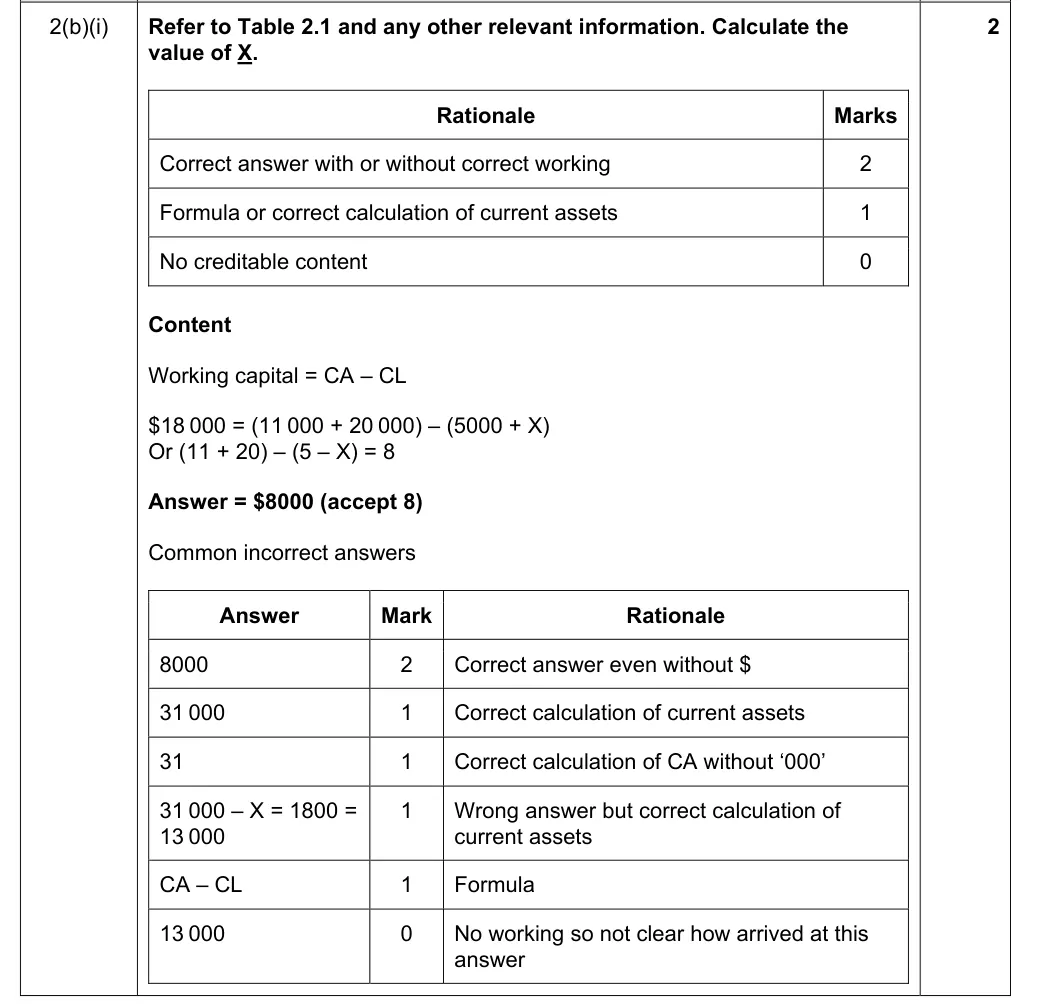 2(b)(i)
Refer to Table 2.1 and any other relevant information. Calculate the
value of X.
2
Rationale
Marks
Correct answer with or without correct working
2
Formula or correct calculation of current assets
1
No creditable content
0
Content
Working capital = CA – CL
$18 000 = (11 000 + 20 000) – (5000 + X)
Or (11 + 20) – (5 – X) = 8
Answer = $8000 (accept 8)
Common incorrect answers
Answer
Mark
Rationale
8000
2
Correct answer even without $
31 000
1
Correct calculation of current assets
31
1
Correct calculation of CA without ‘000’
31 000 – X = 1800 =
13 000
1
Wrong answer but correct calculation of
current assets
CA – CL
1
Formula
13 000
0
No working so not clear how arrived at this
answer